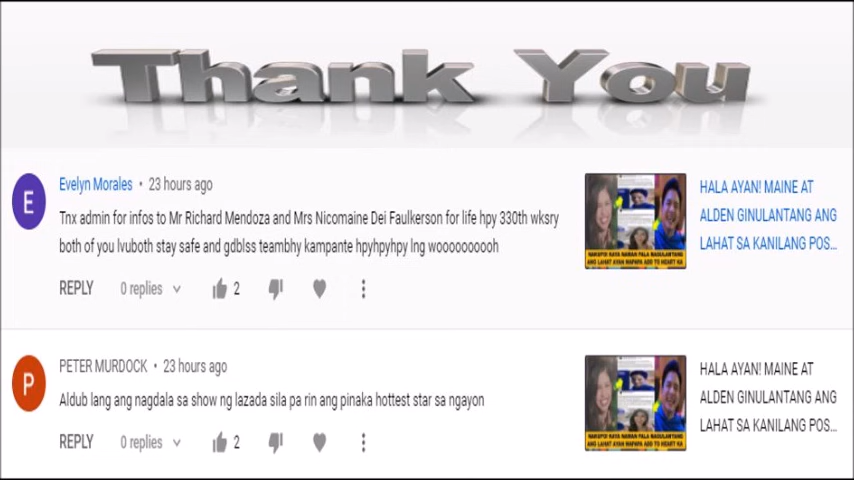 Thank You
E
Evelyn Morales • 23 hours ago
Tnx admin for infos to Mr Richard Mendoza and Mrs Nicomaine Dei Faulkerson for life hpy 330th wksry
both of you lvuboth stay safe and gdblss teambhy kampante hpyhpyhpy lng woooooooooh
REPLY 0 replies 2
HALA AYAN! MAINE AT
ALDEN GINULANTANG ANG
LAHAT SA KANILANG POS...
P
PETER MURDOCK • 23 hours ago
Aldub lang ang nagdala sa show ng lazada sila pa rin ang pinaka hottest star sa ngayon
REPLY 0 replies 2
HALA AYAN! MAINE AT
ALDEN GINULANTANG ANG
LAHAT SA KANILANG POS...